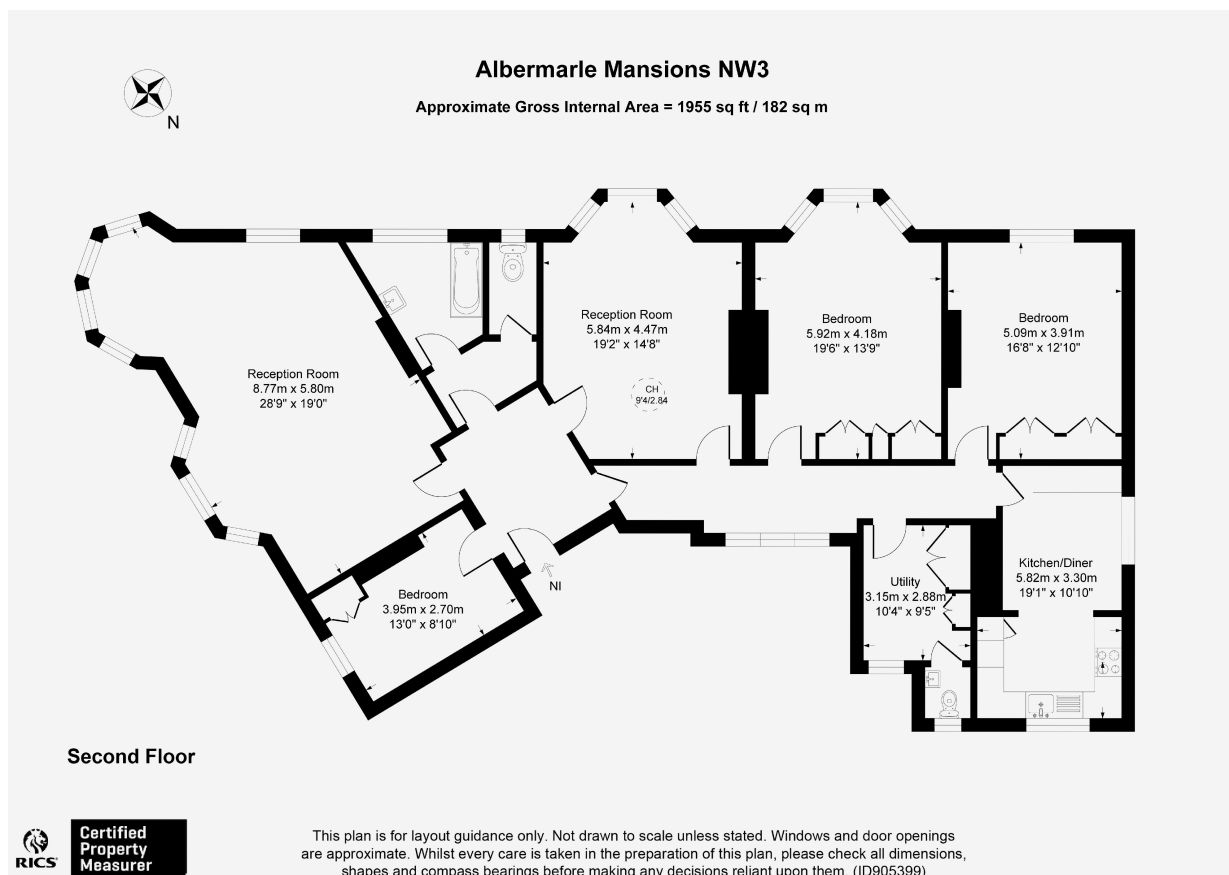 Albermarle Mansions NW3
Approximate Gross Internal Area = 1955 sq ft / 182 sq m
N
Reception Room
8.77m x 5.80m
28'9" x 19'0"
Reception Room
5.84m x 4.47m
19'2" x 14'8"
CH
9'4/2.84
Bedroom
5.92m x 4.18m
19'6" x 13'9"
Bedroom
5.09m x 3.91m
16'8" x 12'10"
Bedroom
3.95m x 2.70m
13'0" x 8'10"
NI
Utility
3.15m x 2.88m
10'4" x 9'5"
Kitchen/Diner
5.82m x 3.30m
19'1" x 10'10"
Second Floor
RICS
Certified
Property
Measurer
This plan is for layout guidance only. Not drawn to scale unless stated. Windows and door openings
are approximate. Whilst every care is taken in the preparation of this plan, please check all dimensions,
shapes and compass bearings before making any decisions reliant upon them. (ID905399)